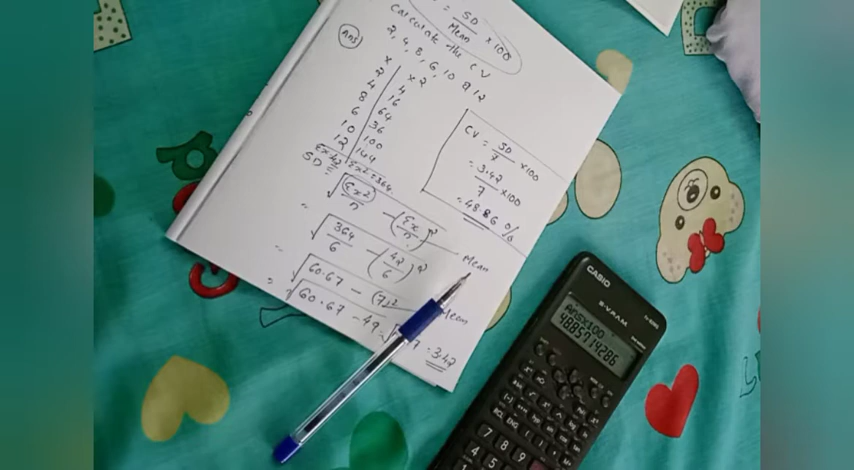 = SD/Mean × 100
Calculate the CV
2, 4, 8, 6, 10 & 12
Ans
x | x2
2 | 4
4 | 16
8 | 64
6 | 36
10 | 100
12 | 144
Σx=42 | Σx2=364
SD = √Σx2/n - (Σx/n)2
= √364/6 - (42/6)2 Mean
= √60.67 - (7)2 Mean
= √60.67 - 49 = 3.42
CV = SD/7 × 100
= 3.42/7 × 100
= 48.86 %
CASIO
S-V.P.A.M.
Ans×100
48.85714286